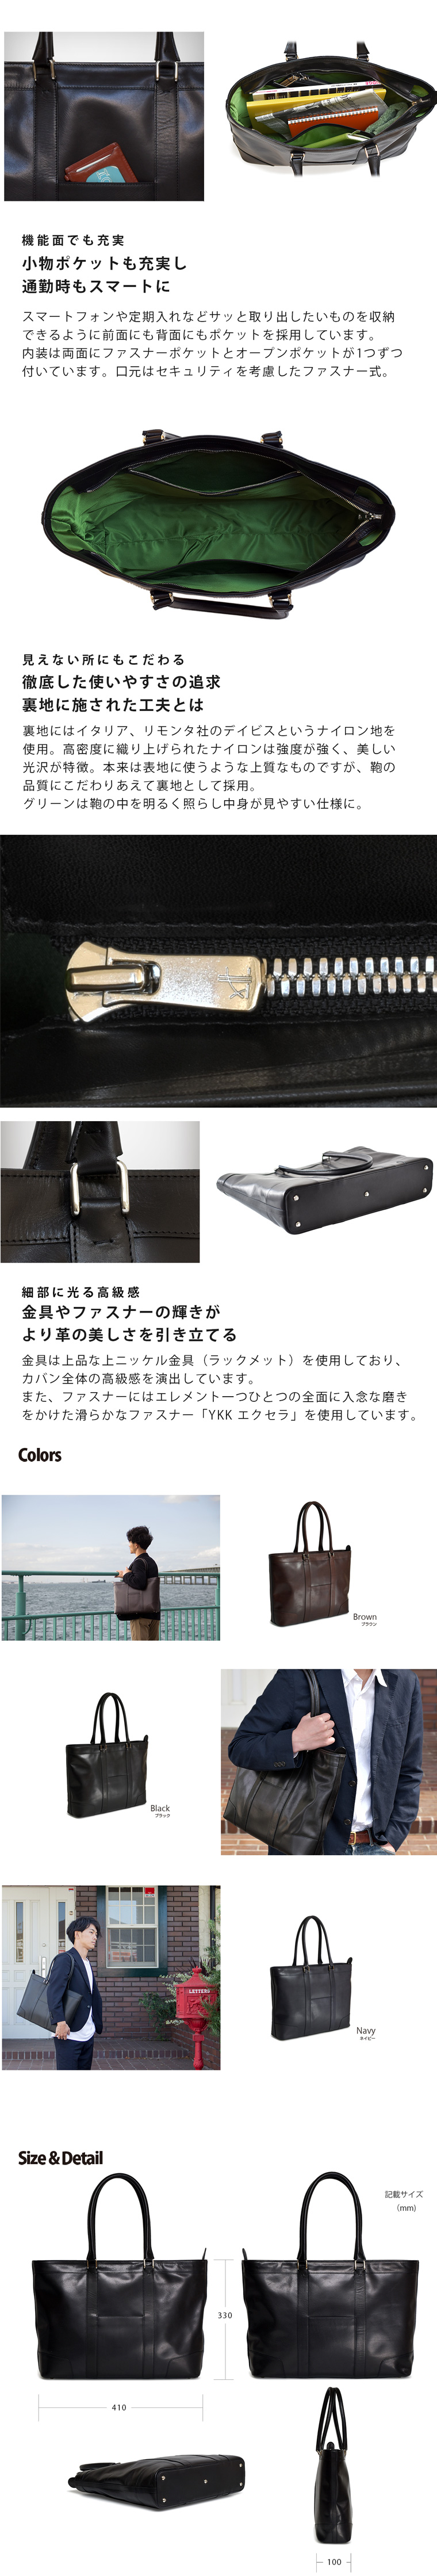 機能面でも充実
小物ポケットも充実し
通勤時もスマートに
スマートフォンや定期入れなどサッと取り出したいものを収納
できるように前面にも背面にもポケットを採用しています。
内装は両面にファスナーポケットとオープンポケットが1つずつ
付いています。口元はセキュリティを考慮したファスナー式。
見えない所にもこだわる
徹底した使いやすさの追求
裏地に施された工夫とは
裏地にはイタリア、リモンタ社のデイビスというナイロン地を
使用。高密度に織り上げられたナイロンは強度が強く、美しい
光沢が特徴。本来は表地に使うような上質なものですが、鞄の
品質にこだわりあえて裏地として採用。
グリーンは鞄の中を明るく照らし中身が見やすい仕様に。
細部に光る高級感
金具やファスナーの輝きが
より革の美しさを引き立てる
金具は上品な上ニッケル金具（ラックメット）を使用しており、
カバン全体の高級感を演出しています。
また、ファスナーにはエレメント一つひとつの全面に入念な磨き
をかけた滑らかなファスナー「YKK エクセラ」を使用しています。
Colors
Brown
ブラウン
Black
ブラック
LETTERS
Navy
ネイビー
Size & Detail
記載サイズ
（mm)
330
410
100